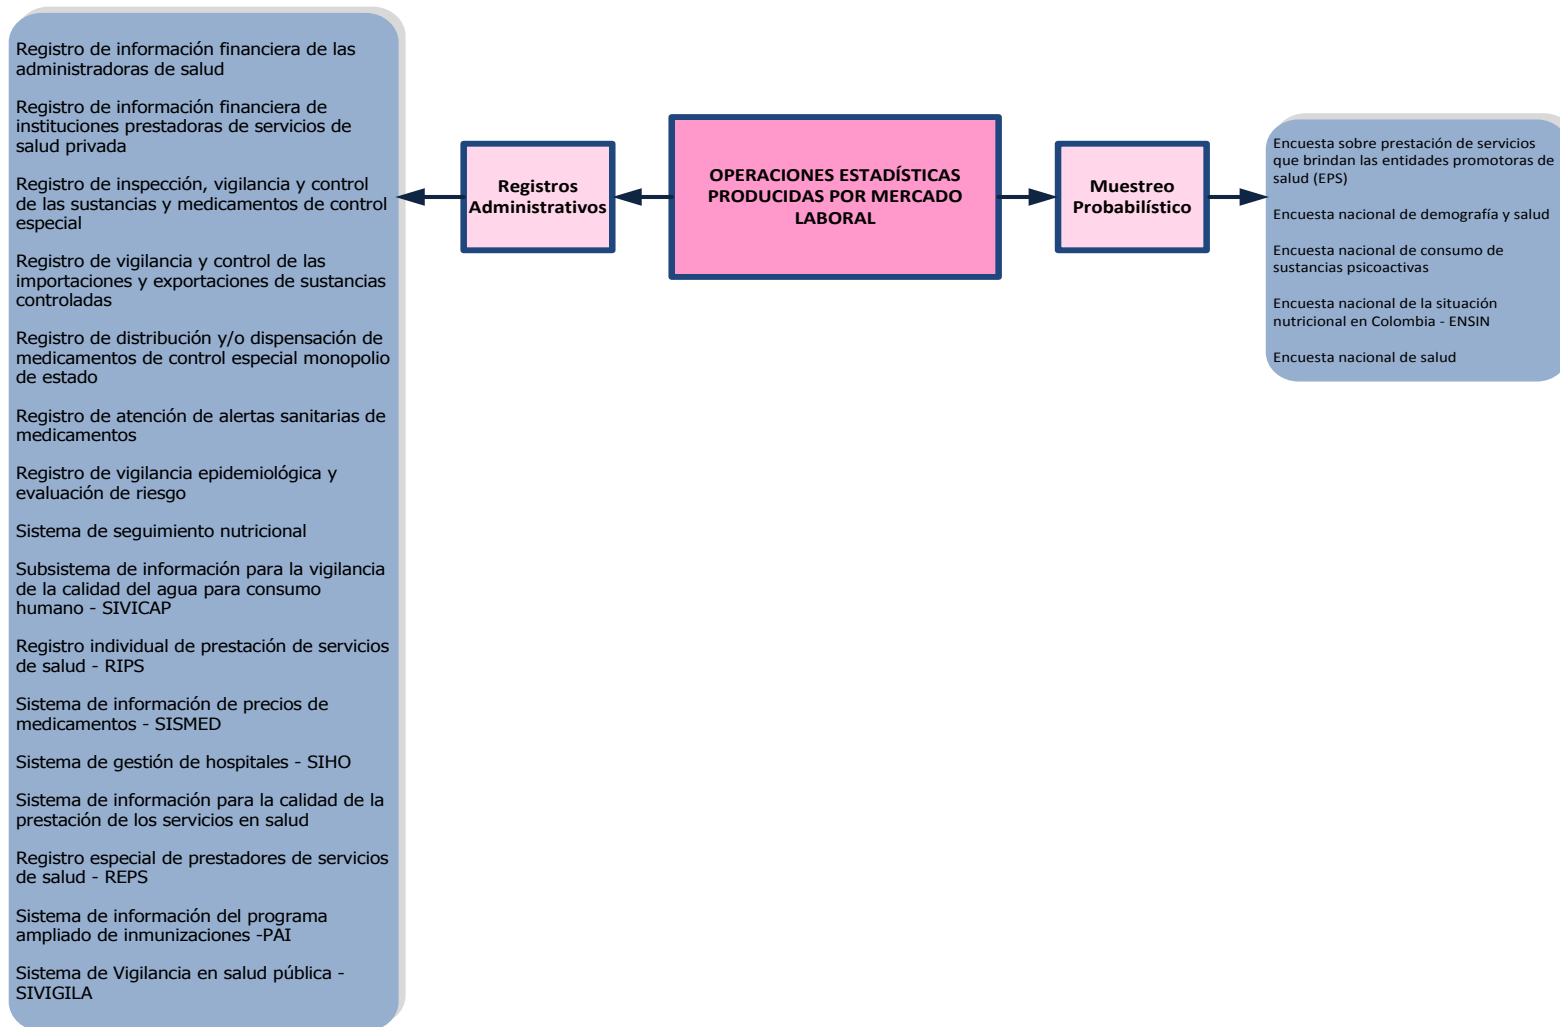 Registro de información financiera de las
administradoras de salud
Registro de información financiera de
instituciones prestadoras de servicios de
salud privada
Registro de inspección, vigilancia y control
de las sustancias y medicamentos de control
especial
Registro de vigilancia y control de las
importaciones y exportaciones de sustancias
controladas
Registro de distribución y/o dispensación de
medicamentos de control especial monopolio
de estado
Registro de atención de alertas sanitarias de
medicamentos
Registro de vigilancia epidemiológica y
evaluación de riesgo
Sistema de seguimiento nutricional
Subsistema de información para la vigilancia
de la calidad del agua para consumo
humano - SIVICAP
Registro individual de prestación de servicios
de salud - RIPS
Sistema de información de precios de
medicamentos - SISMED
Sistema de gestión de hospitales - SIHO
Sistema de información para la calidad de la
prestación de los servicios en salud
Registro especial de prestadores de servicios
de salud - REPS
Sistema de información del programa
ampliado de inmunizaciones -PAI
Sistema de Vigilancia en salud pública -
SIVIGILA
Registros
Administrativos
OPERACIONES ESTADÍSTICAS
PRODUCIDAS POR MERCADO
LABORAL
Muestreo
Probabilístico
Encuesta sobre prestación de servicios
que brindan las entidades promotoras de
salud (EPS)
Encuesta nacional de demografía y salud
Encuesta nacional de consumo de
sustancias psicoactivas
Encuesta nacional de la situación
nutricional en Colombia - ENSIN
Encuesta nacional de salud